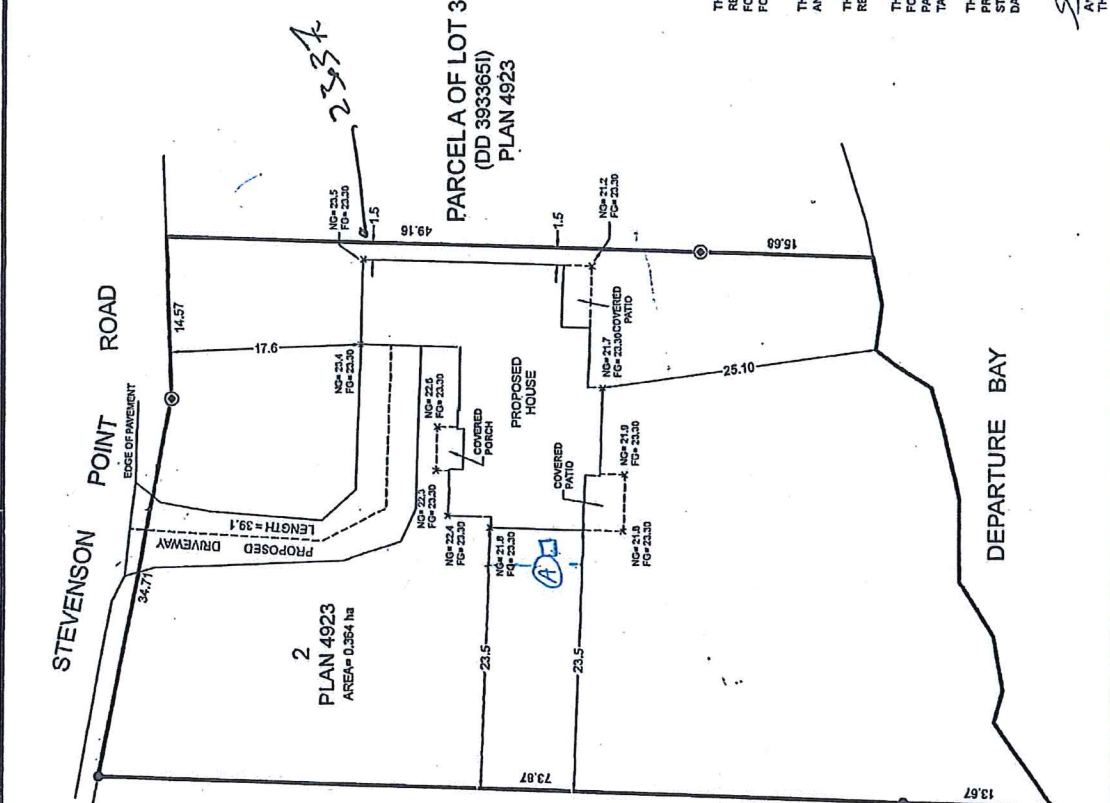 STEVENSON POINT ROAD
EDGE OF PAVEMENT
34.71
14.57
17.6
PROPOSED DRIVEWAY
LENGTH = 39.1
2
PLAN 4923
AREA= 0.364 ha
NG= 23.5
FG= 23.30
1.5
49.16
PARCEL A OF LOT 3
(DD 393365I)
PLAN 4923
NG= 23.4
FG= 23.30
NG= 22.5
FG= 23.30
COVERED
PORCH
NG= 22.3
FG= 23.30
NG= 22.4
FG= 23.30
NG= 21.8
FG= 23.30
A
PROPOSED
HOUSE
COVERED
PATIO
1.5
NG= 21.2
FG= 23.30
COVERED
PATIO
NG= 21.7
FG= 23.30
NG= 21.9
FG= 23.30
NG= 21.8
FG= 23.30
23.5
23.5
25.10
15.68
73.87
13.67
DEPARTURE BAY